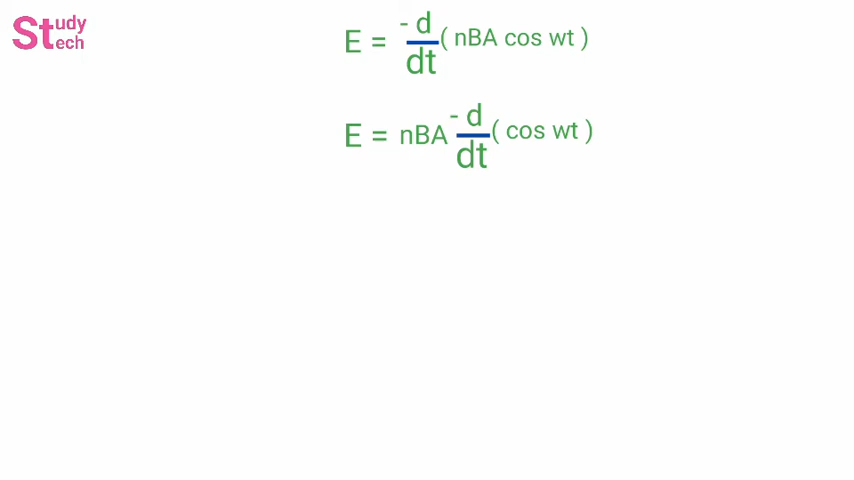 Study
tech
E = -d/dt ( nBA cos wt )
E = nBA -d/dt ( cos wt )